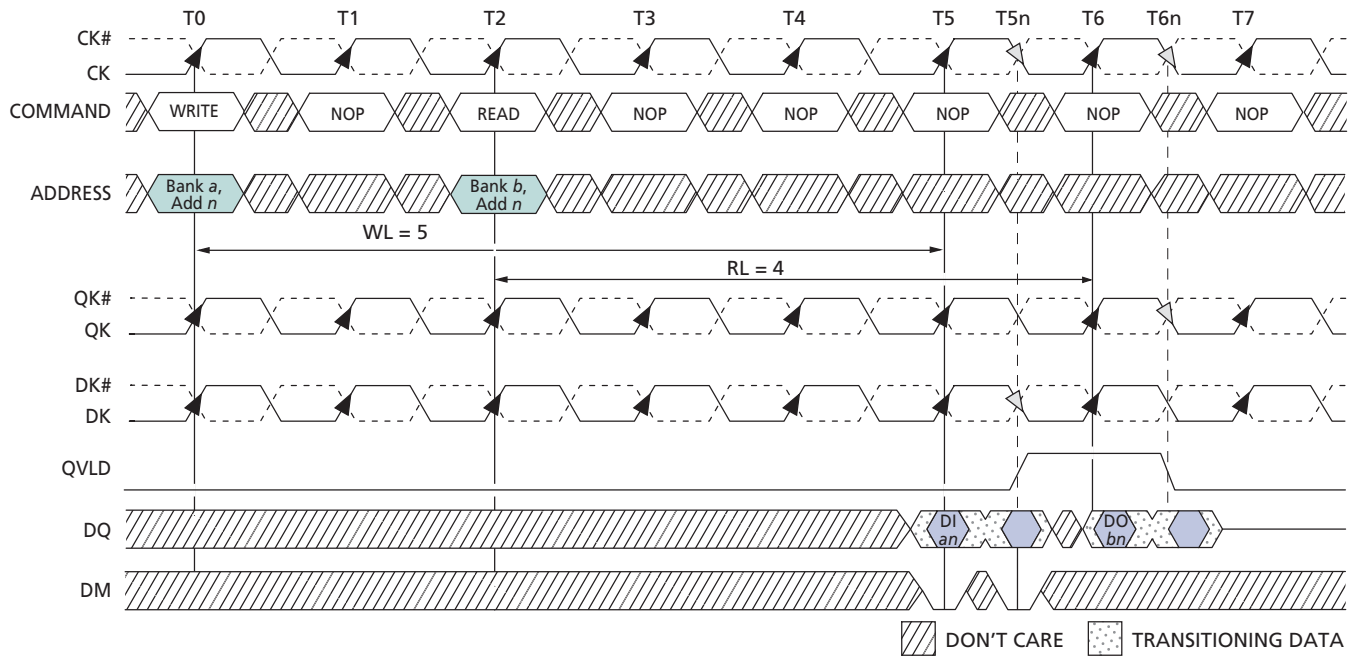 T0 T1 T2 T3 T4 T5 T5n T6 T6n T7
CK#
CK
COMMAND WRITE NOP READ NOP NOP NOP NOP NOP
ADDRESS Bank a, Add n Bank b, Add n
WL = 5
RL = 4
QK#
QK
DK#
DK
QVLD
DQ DI an DO bn
DM
DON'T CARE TRANSITIONING DATA